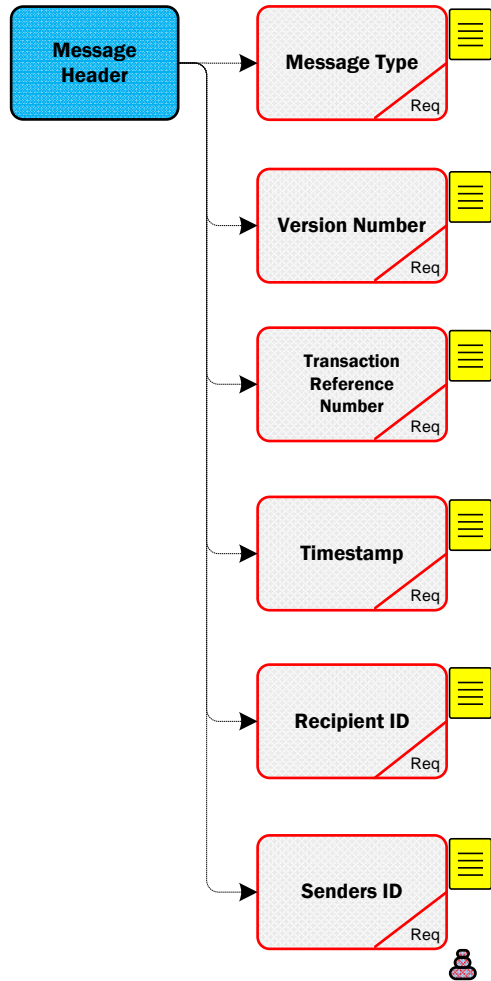 Message
Header
Message Type
Req
Version Number
Req
Transaction
Reference
Number
Req
Timestamp
Req
Recipient ID
Req
Senders ID
Req